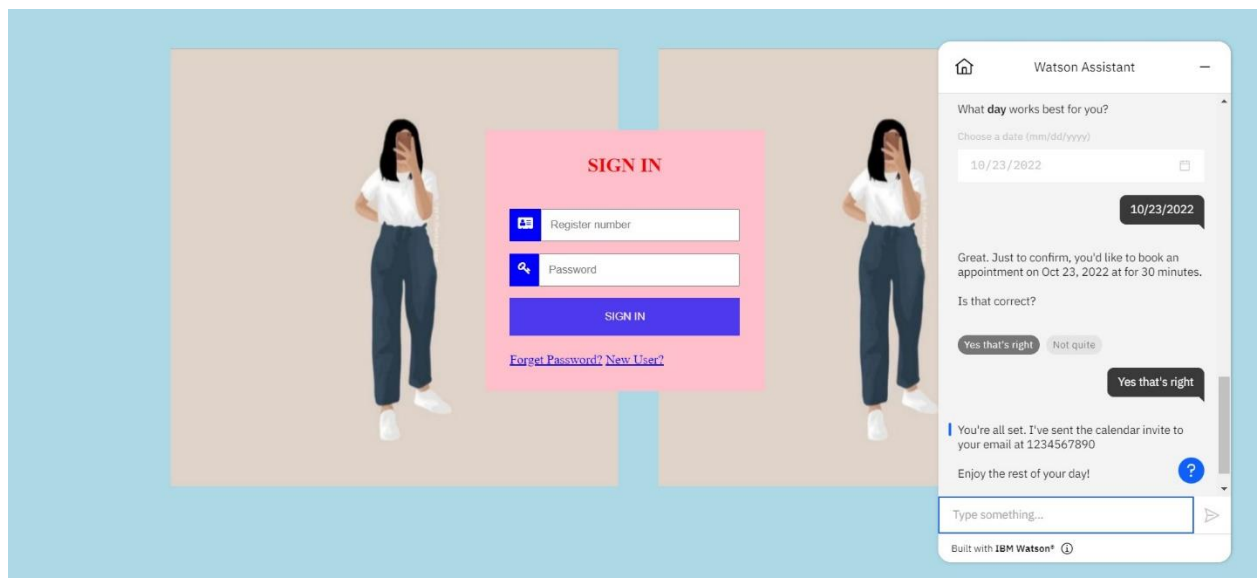 SIGN IN
Register number
Password
SIGN IN
Forget Password? New User?
Watson Assistant
What day works best for you?
Choose a date (mm/dd/yyyy)
10/23/2022
10/23/2022
Great. Just to confirm, you'd like to book an
appointment on Oct 23, 2022 at for 30 minutes.
Is that correct?
Yes that's right Not quite
Yes that's right
You're all set. I've sent the calendar invite to
your email at 1234567890
Enjoy the rest of your day!
?
Type something...
Built with IBM Watson®